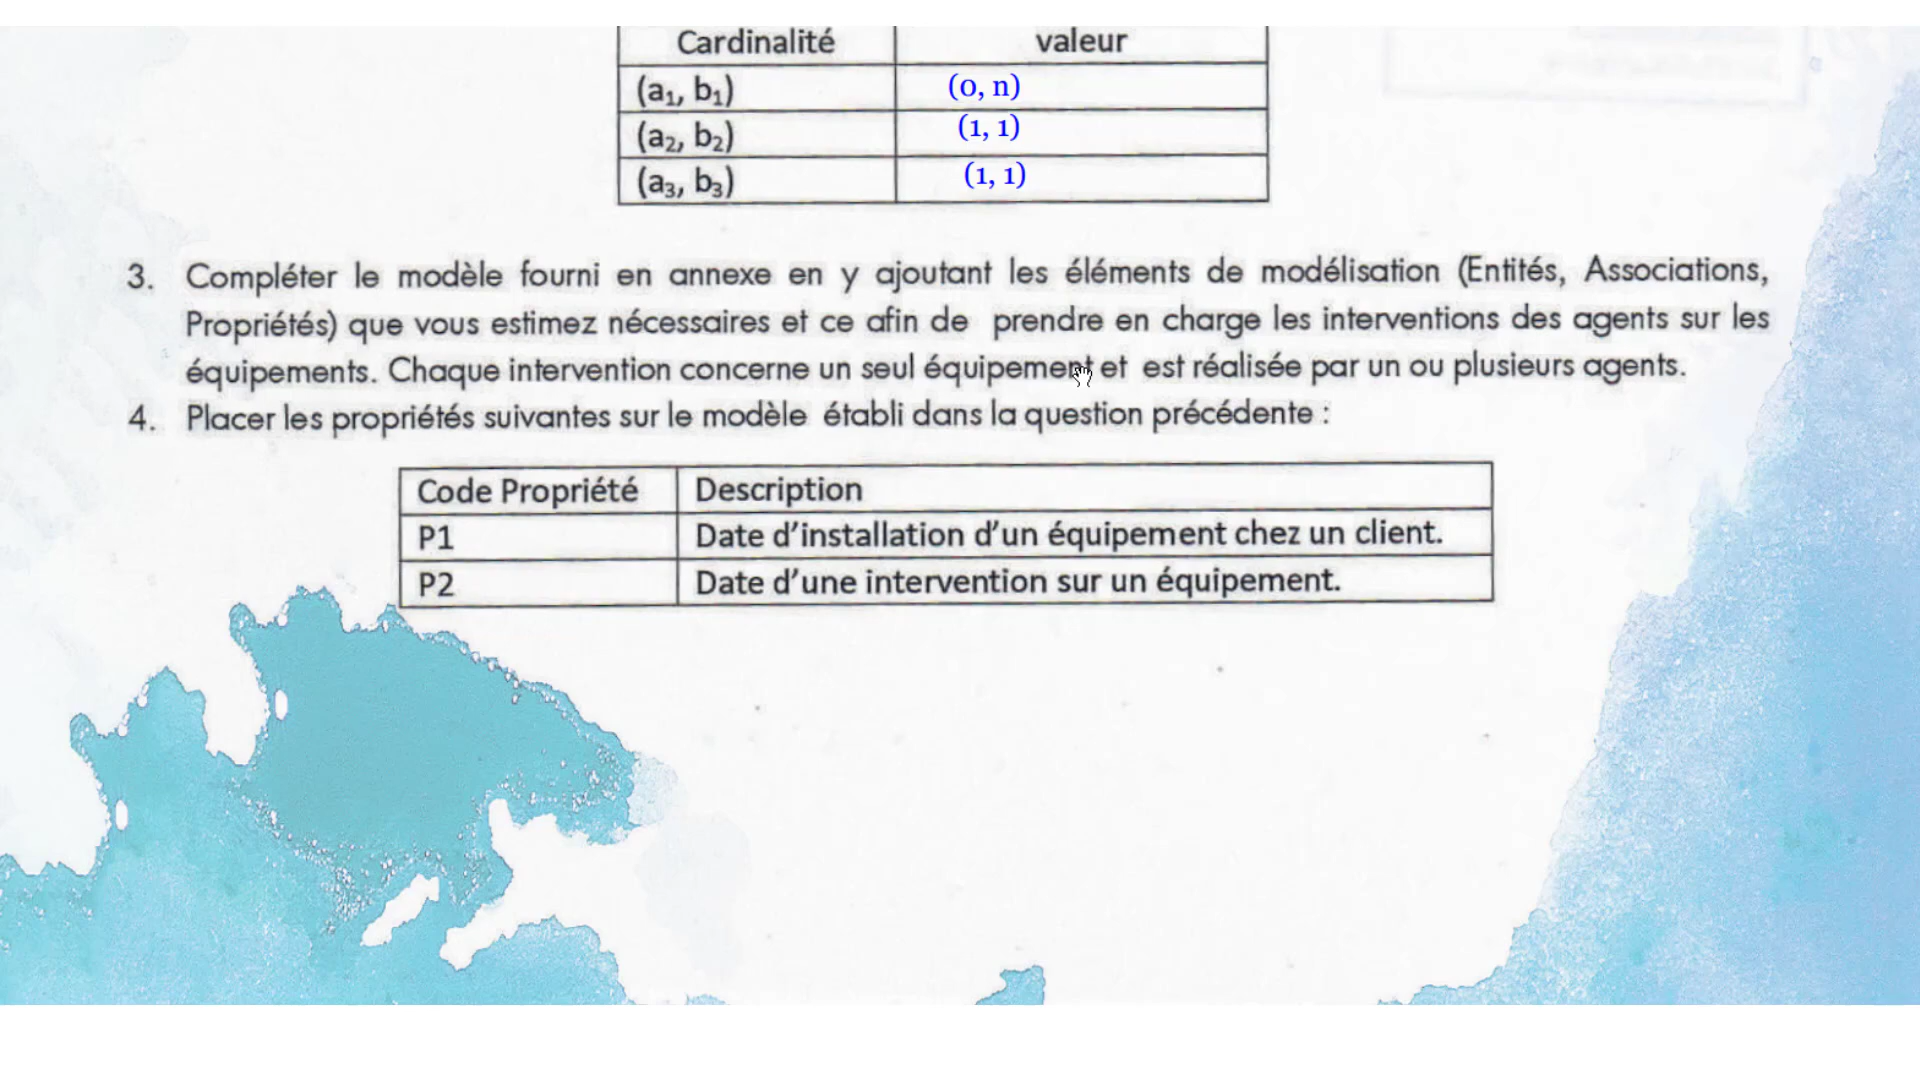 Cardinalité valeur
(a₁, b₁) (0, n)
(a₂, b₂) (1, 1)
(a₃, b₃) (1, 1)
3. Compléter le modèle fourni en annexe en y ajoutant les éléments de modélisation (Entités, Associations,
Propriétés) que vous estimez nécessaires et ce afin de prendre en charge les interventions des agents sur les
équipements. Chaque intervention concerne un seul équipement et est réalisée par un ou plusieurs agents.
4. Placer les propriétés suivantes sur le modèle établi dans la question précédente :
Code Propriété Description
P1 Date d'installation d'un équipement chez un client.
P2 Date d'une intervention sur un équipement.